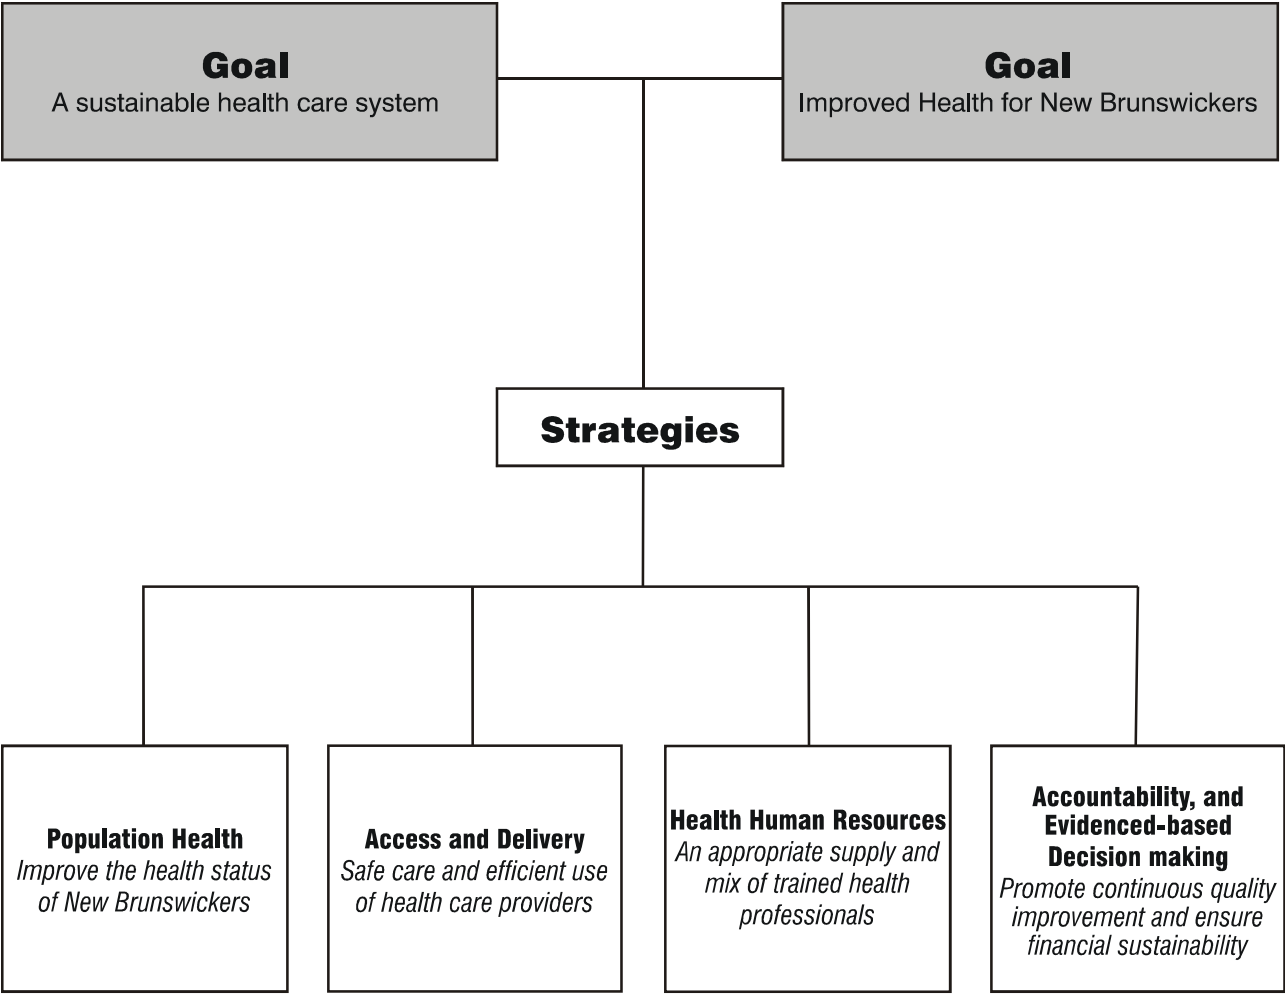 Goal
A sustainable health care system
Goal
Improved Health for New Brunswickers
Strategies
Population Health
Improve the health status
of New Brunswickers
Access and Delivery
Safe care and efficient use
of health care providers
Health Human Resources
An appropriate supply and
mix of trained health
professionals
Accountability, and
Evidenced-based
Decision making
Promote continuous quality
improvement and ensure
financial sustainability